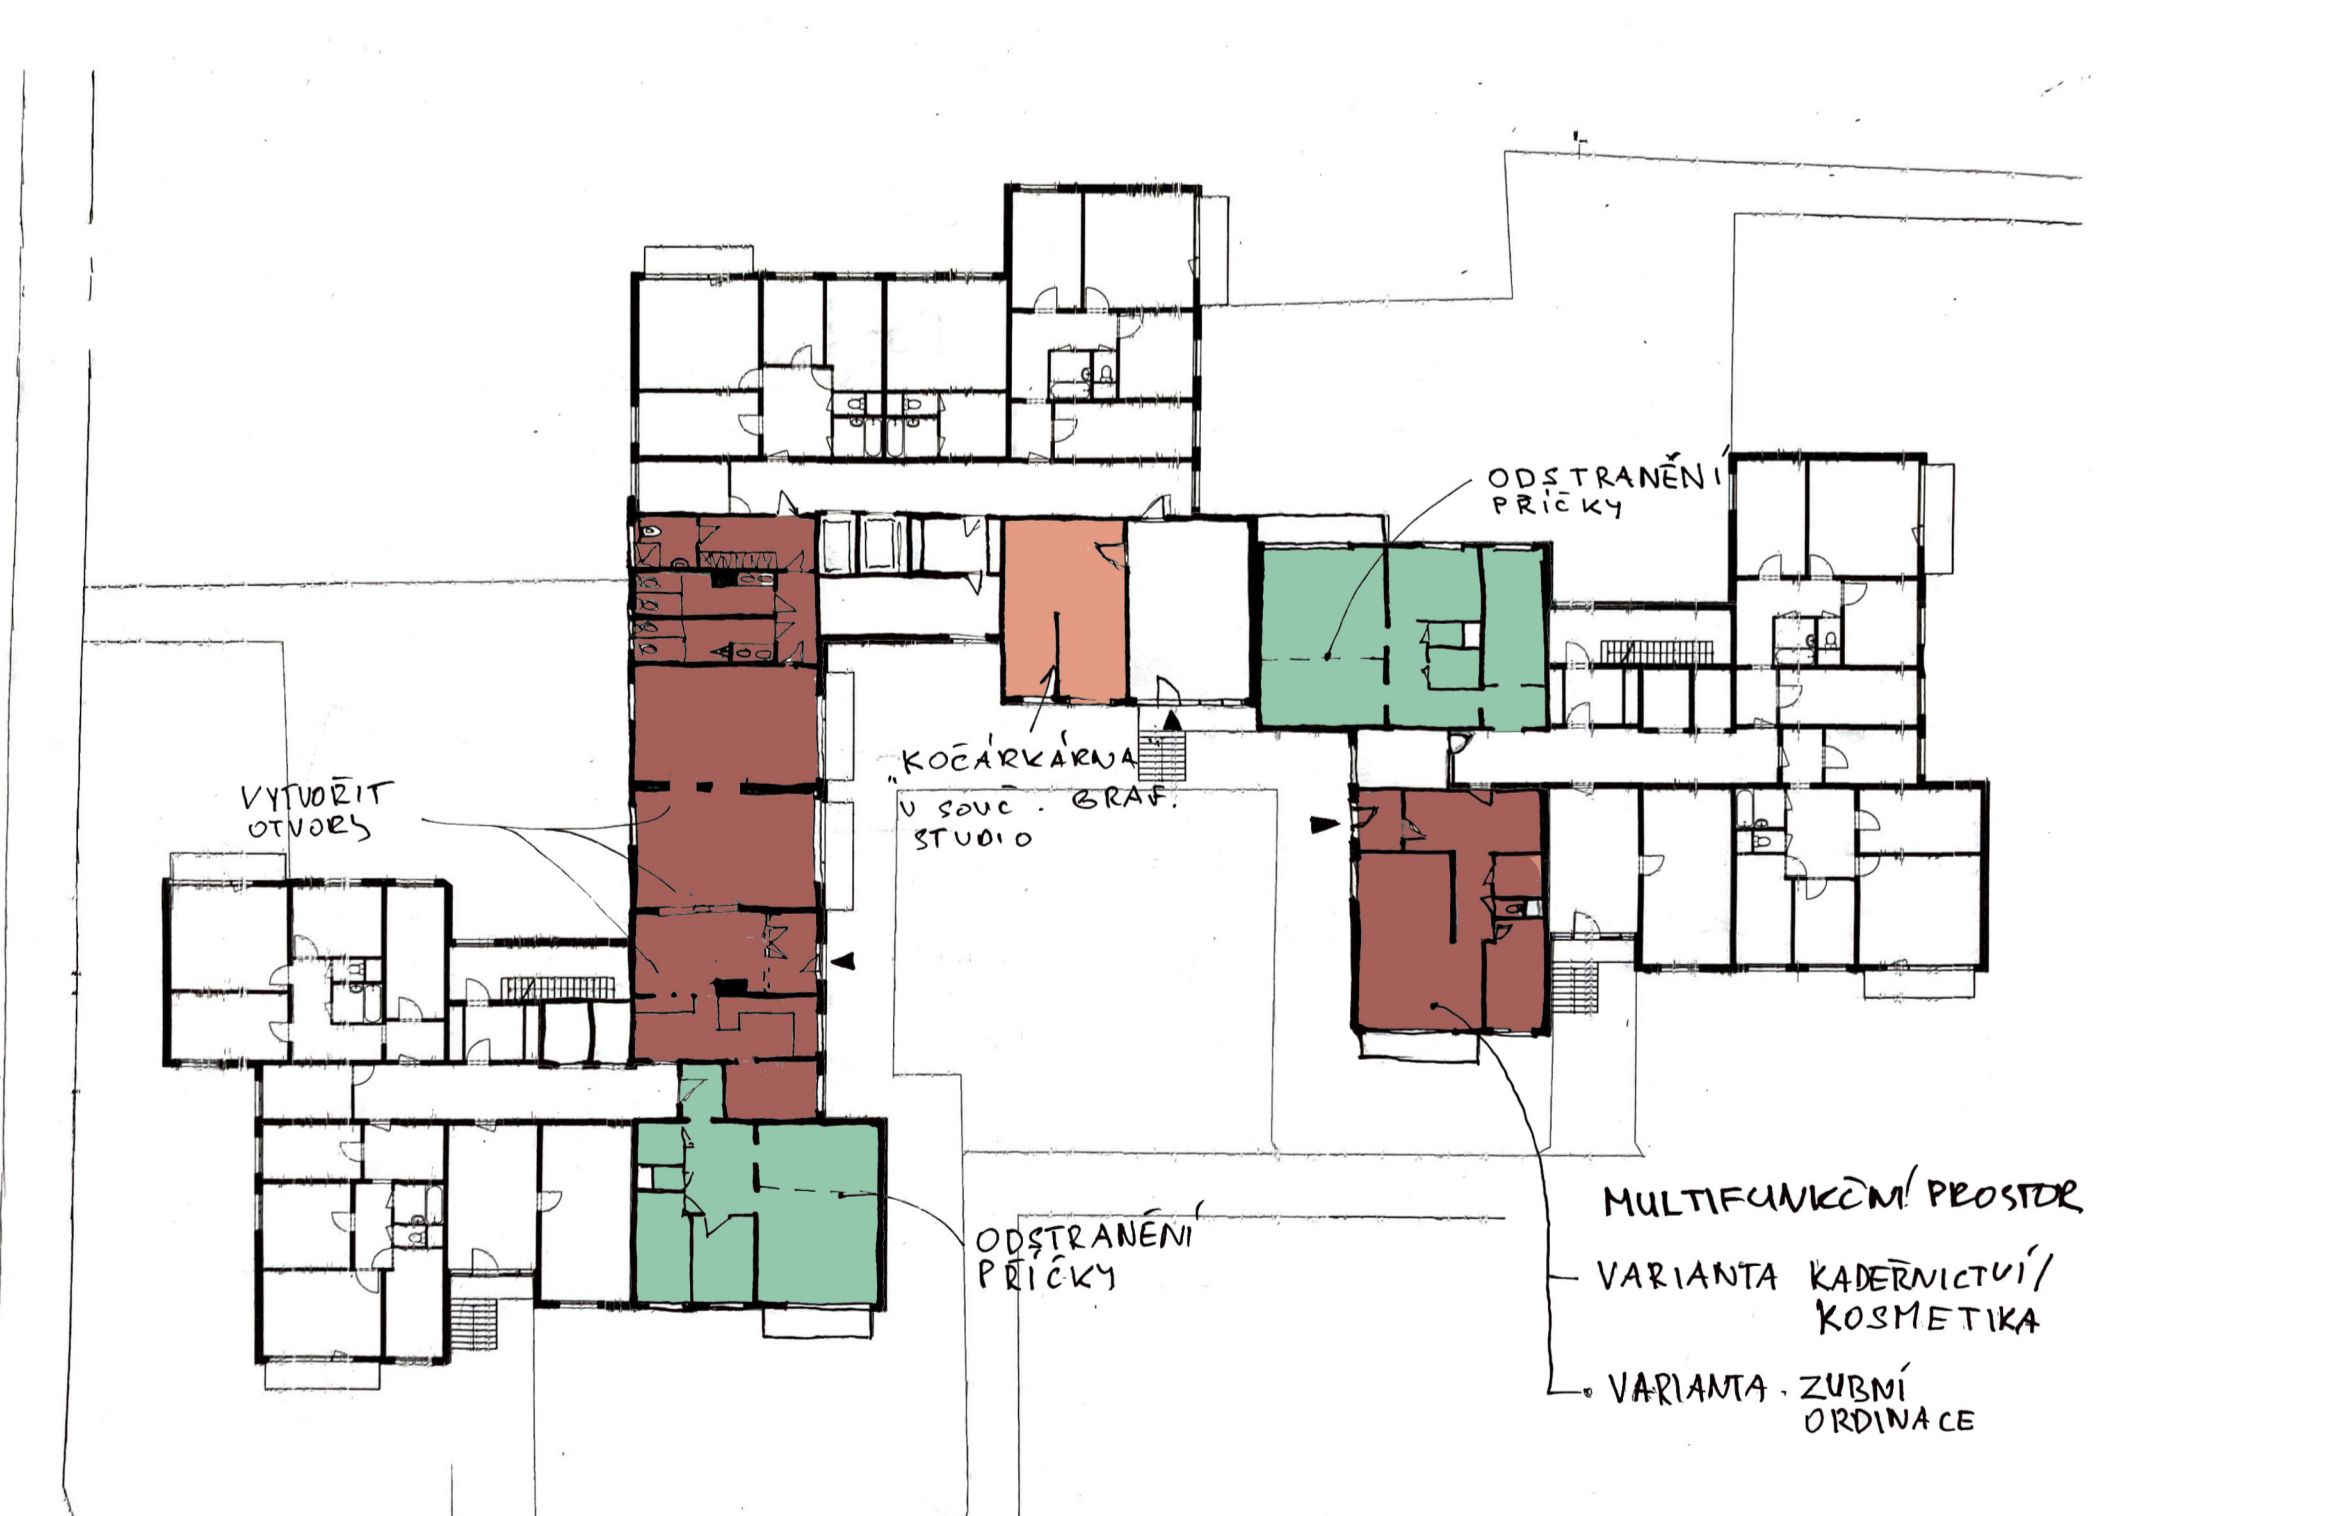 ODSTRANĚNÍ
PŘÍČKY
"KOČÁRKÁRNA
V SOUČ. GRAF.
STUDIO
VYTVOŘIT
OTVORY
ODSTRANĚNÍ
PŘÍČKY
MULTIFUNKČNÍ PROSTOR
VARIANTA KADEŘNICTVÍ/
KOSMETIKA
VARIANTA. ZUBNÍ
ORDINACE